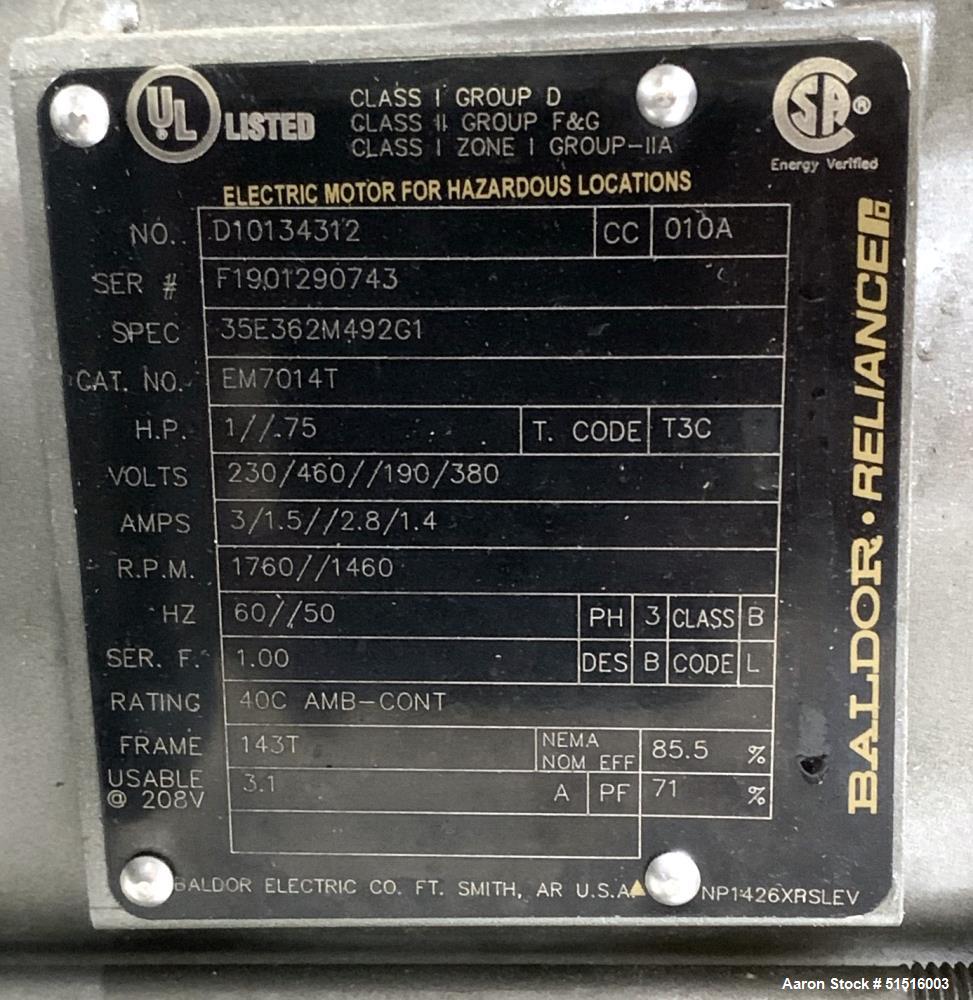 UL LISTED
CLASS I GROUP D
CLASS II GROUP F&G
CLASS I ZONE I GROUP-IIA
SA ®
Energy Verified
ELECTRIC MOTOR FOR HAZARDOUS LOCATIONS
NO. D10134312 CC 010A
SER # F1901290743
SPEC 35E362M492G1
CAT. NO. EM7014T
H.P. 1//.75 T. CODE T3C
VOLTS 230/460//190/380
AMPS 3/1.5//2.8/1.4
R.P.M. 1760//1460
HZ 60//50 PH 3 CLASS B
SER. F. 1.00 DES B CODE L
RATING 40C AMB-CONT
FRAME 143T NEMA NOM EFF 85.5 %
USABLE @ 208V 3.1 A PF 71 %
BALDOR ELECTRIC CO. FT. SMITH, AR U.S.A.
NP1426XRSLEV
BALDOR • RELIANCE
Aaron Stock # 51516003